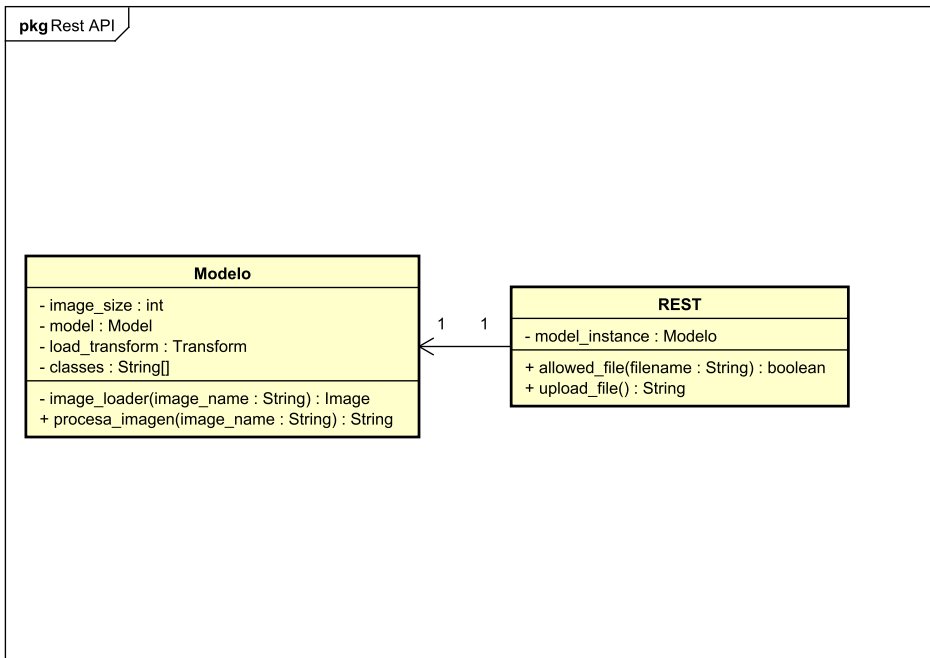 pkg Rest API
Modelo
- image_size : int
- model : Model
- load_transform : Transform
- classes : String[]
- image_loader(image_name : String) : Image
+ procesa_imagen(image_name : String) : String
1 1
REST
- model_instance : Modelo
+ allowed_file(filename : String) : boolean
+ upload_file() : String